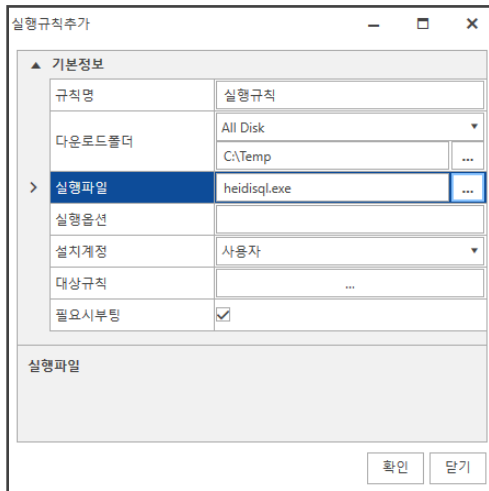 실행규칙추가
기본정보
규칙명 실행규칙
다운로드폴더 All Disk
C:\Temp ...
실행파일 heidisql.exe ...
실행옵션
설치계정 사용자
대상규칙 ...
필요시부팅
실행파일
확인 닫기